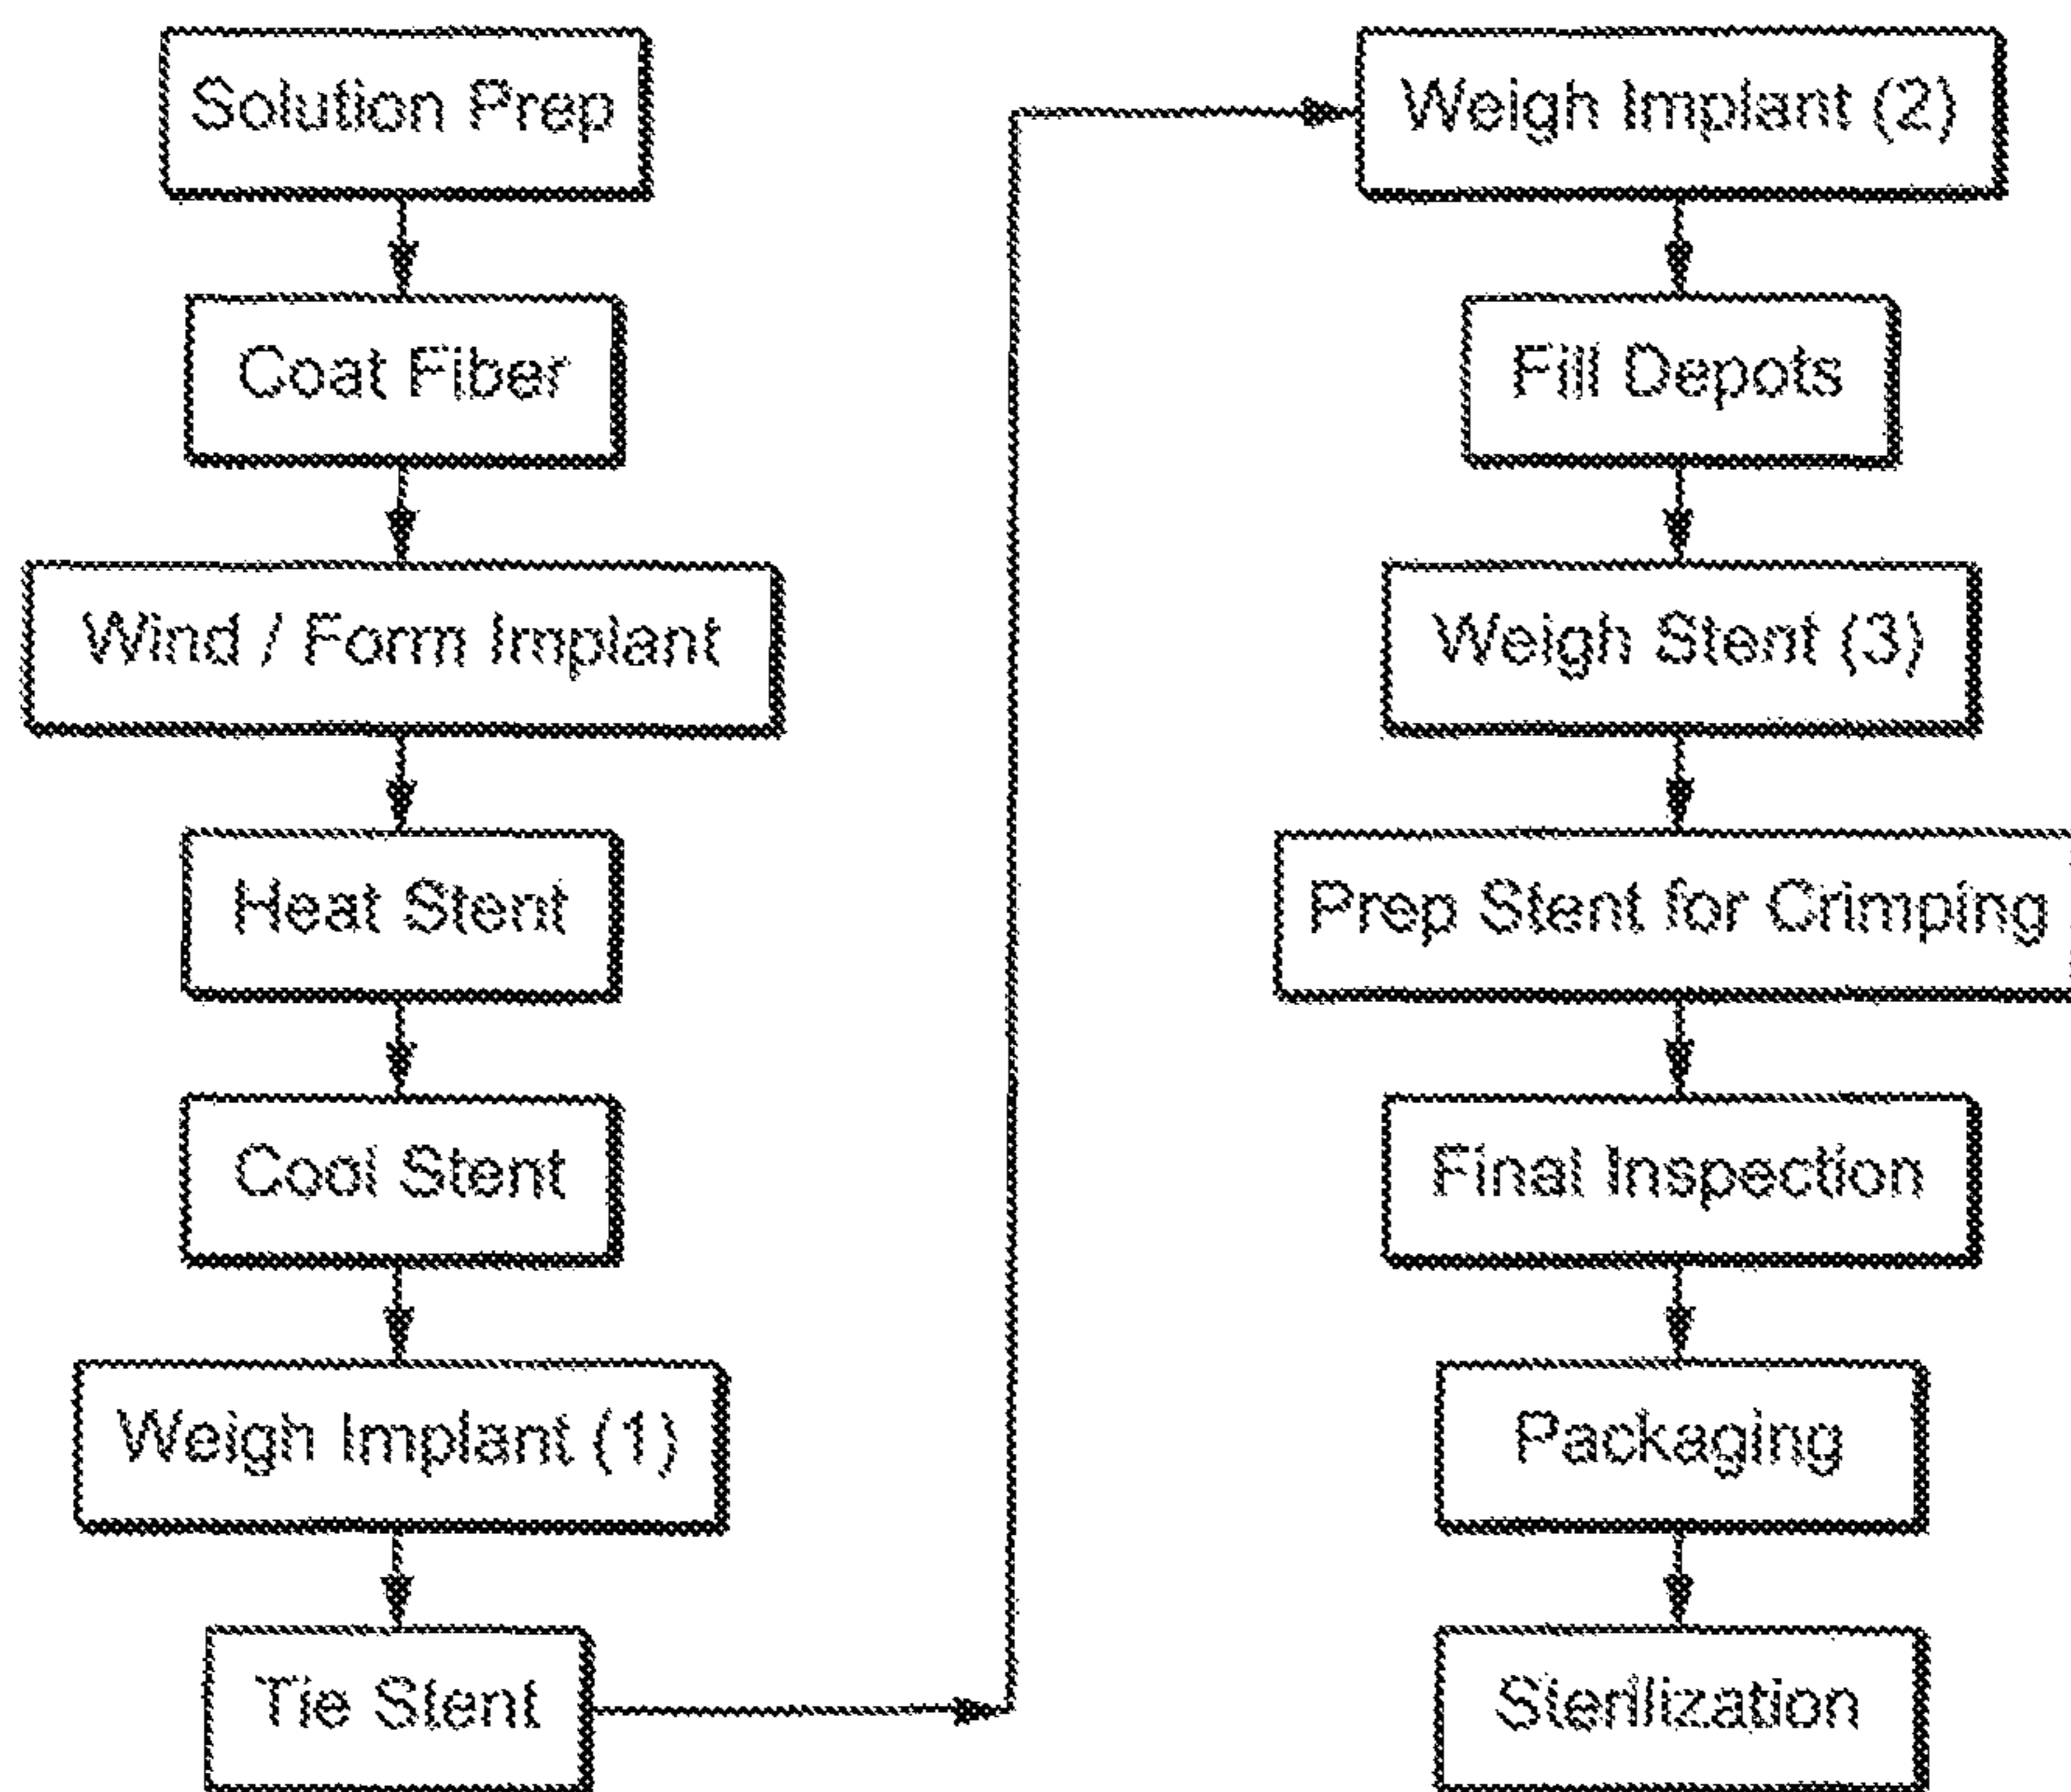 Solution Prep
Coat Fiber
Wind / Form Implant
Heat Stent
Cool Stent
Weigh Implant (1)
Tie Stent
Weigh Implant (2)
Fill Depots
Weigh Stent (3)
Prep Stent for Crimping
Final Inspection
Packaging
Sterilization